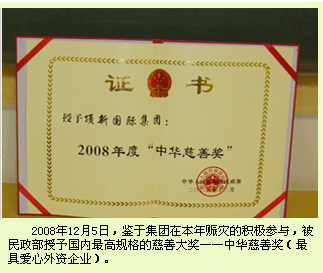 证 书
授予顶新国际集团：
2008年度“中华慈善奖”
2008年12月5日，鉴于集团在本年赈灾的积极参与，被
民政部授予国内最高规格的慈善大奖——中华慈善奖（最
具爱心外资企业）。